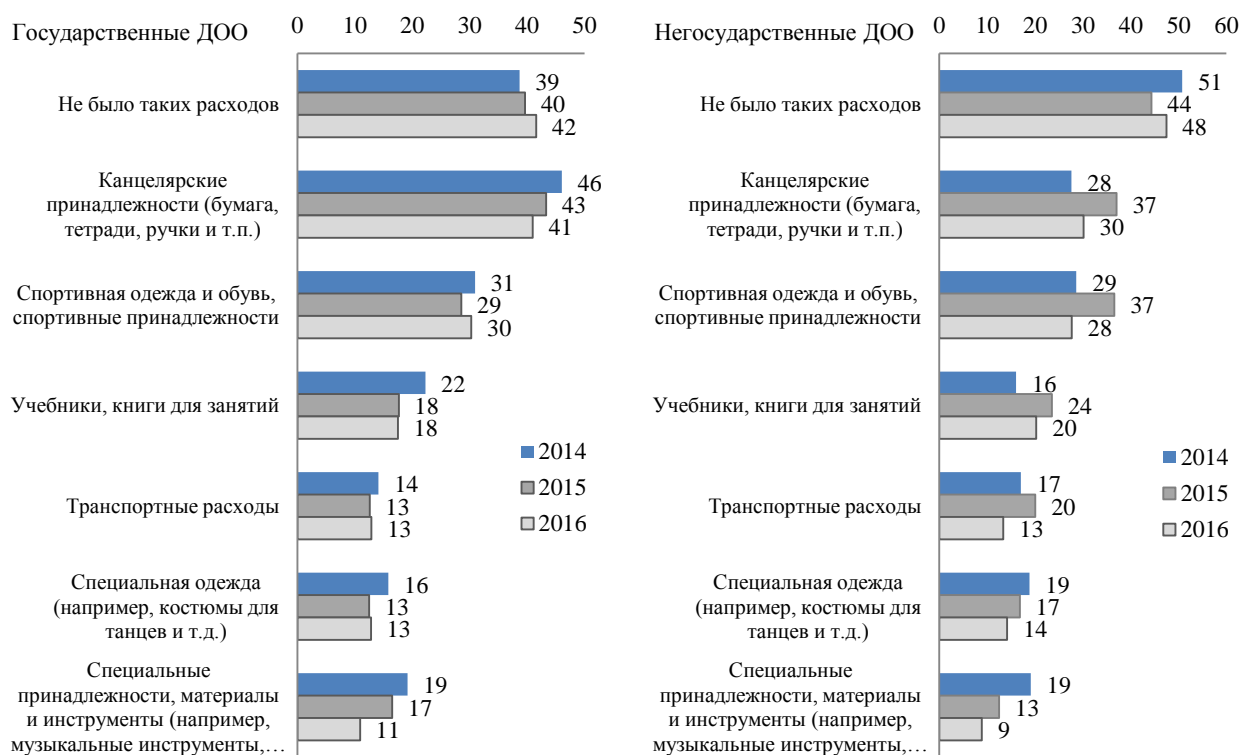 Государственные ДОО
0 10 20 30 40 50
Не было таких расходов
39
40
42
Канцелярские
принадлежности (бумага,
тетради, ручки и т.п.)
46
43
41
Спортивная одежда и обувь,
спортивные принадлежности
31
29
30
Учебники, книги для занятий
22
18
18
Транспортные расходы
14
13
13
Специальная одежда
(например, костюмы для
танцев и т.д.)
16
13
13
Специальные
принадлежности, материалы
и инструменты (например,
музыкальные инструменты,…
19
17
11
2014
2015
2016
Негосударственные ДОО
0 10 20 30 40 50 60
Не было таких расходов
51
44
48
Канцелярские
принадлежности (бумага,
тетради, ручки и т.п.)
28
37
30
Спортивная одежда и обувь,
спортивные принадлежности
29
37
28
Учебники, книги для занятий
16
24
20
Транспортные расходы
17
20
13
Специальная одежда
(например, костюмы для
танцев и т.д.)
19
17
14
Специальные
принадлежности, материалы
и инструменты (например,
музыкальные инструменты,…
19
13
9
2014
2015
2016